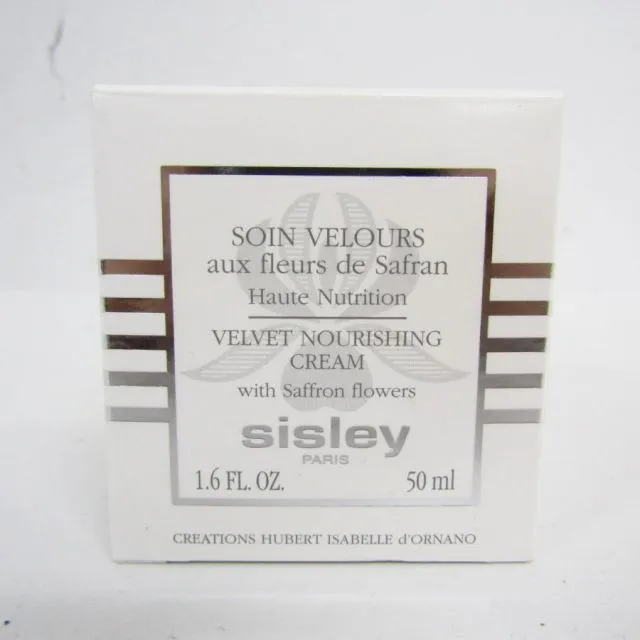 SOIN VELOURS
aux fleurs de Safran
Haute Nutrition
VELVET NOURISHING
CREAM
with Saffron flowers
sisley
PARIS
1.6 FL. OZ. 50 ml
CREATIONS HUBERT ISABELLE d'ORNANO